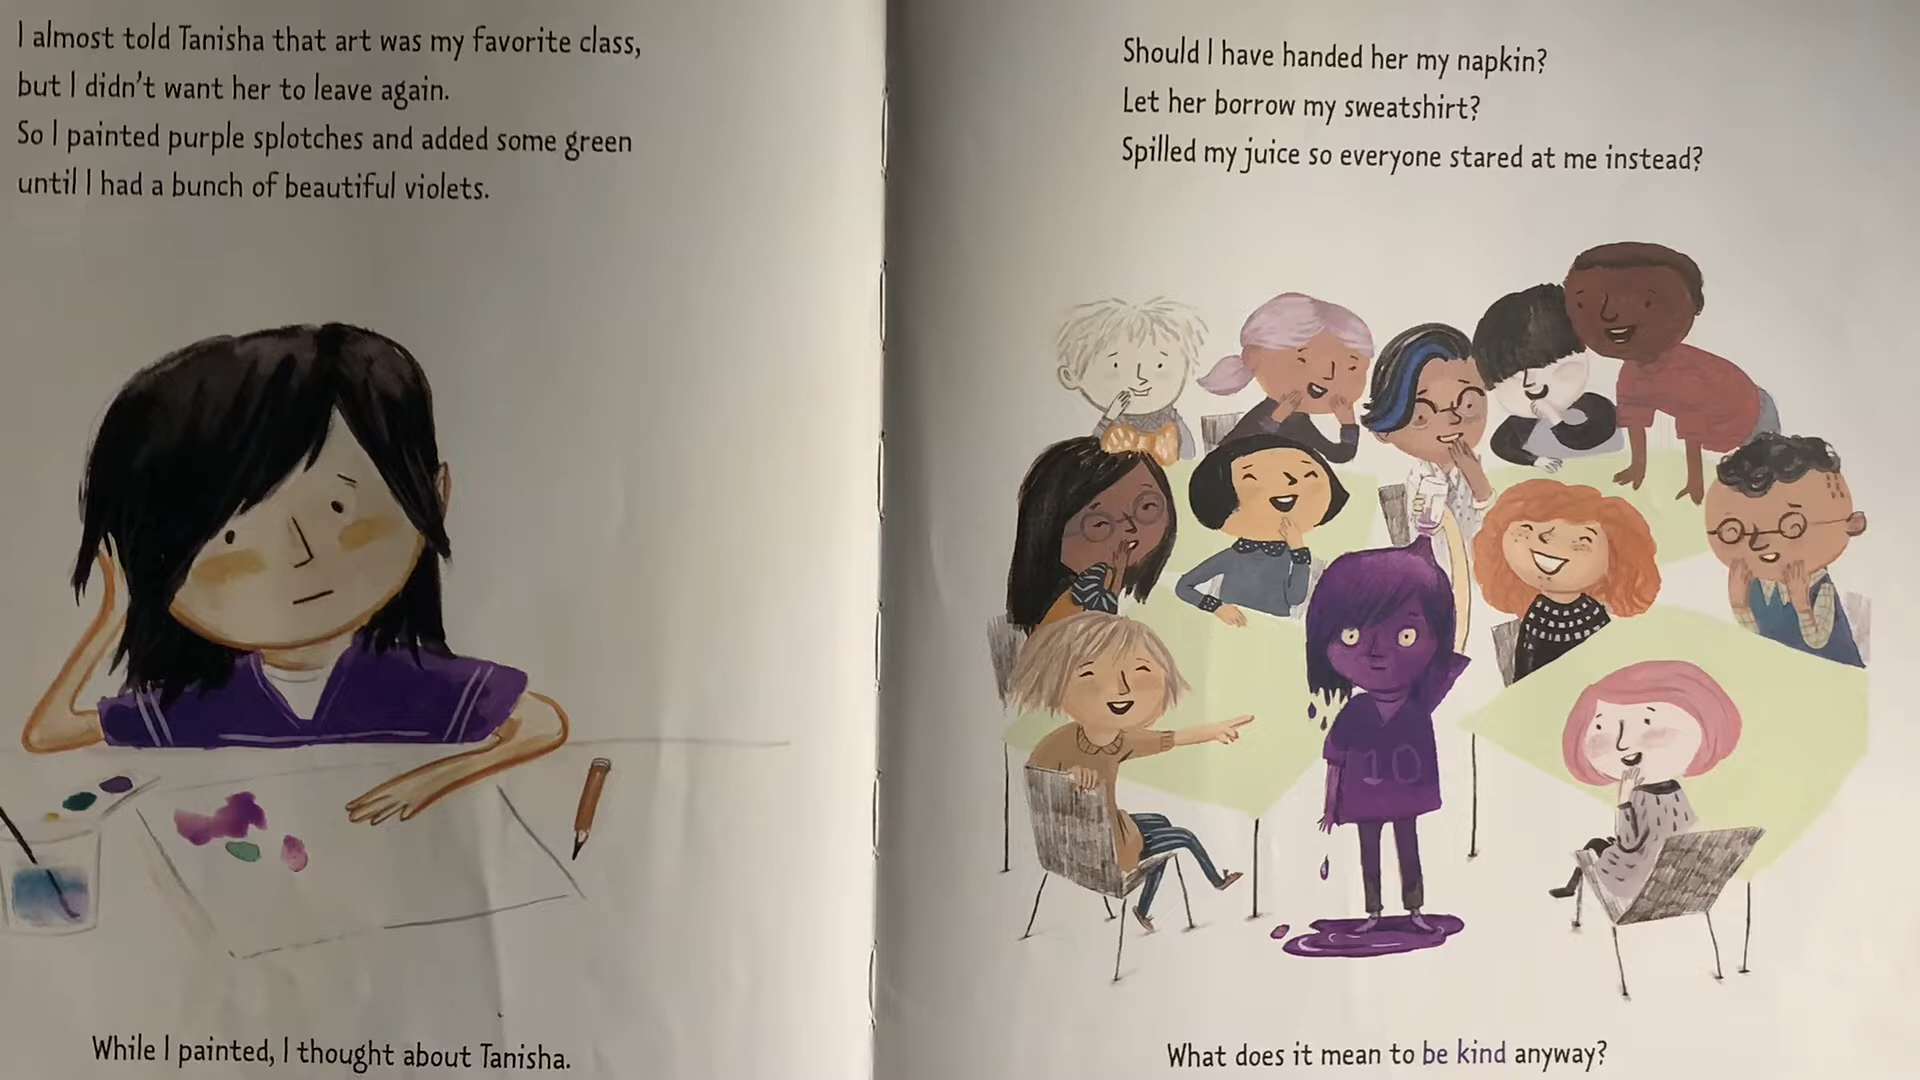 I almost told Tanisha that art was my favorite class,
but I didn't want her to leave again.
So I painted purple splotches and added some green
until I had a bunch of beautiful violets.
While I painted, I thought about Tanisha.
Should I have handed her my napkin?
Let her borrow my sweatshirt?
Spilled my juice so everyone stared at me instead?
10
What does it mean to be kind anyway?